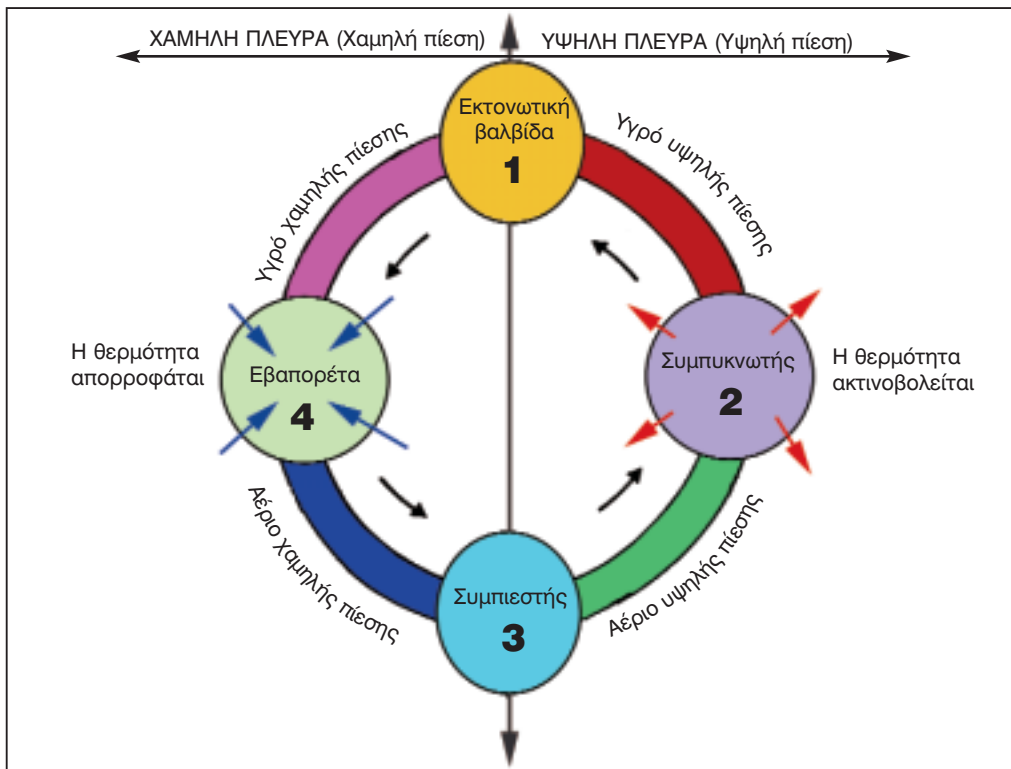 ΧΑΜΗΛΗ ΠΛΕΥΡΑ (Χαμηλή πίεση)
ΥΨΗΛΗ ΠΛΕΥΡΑ (Υψηλή πίεση)
Εκτονωτική
βαλβίδα
1
Υγρό χαμηλής πίεσης
Υγρό υψηλής πίεσης
Η θερμότητα
απορροφάται
Εβαπορέτα
4
Συμπυκνωτής
2
Η θερμότητα
ακτινοβολείται
Αέριο χαμηλής πίεσης
Αέριο υψηλής πίεσης
Συμπιεστής
3